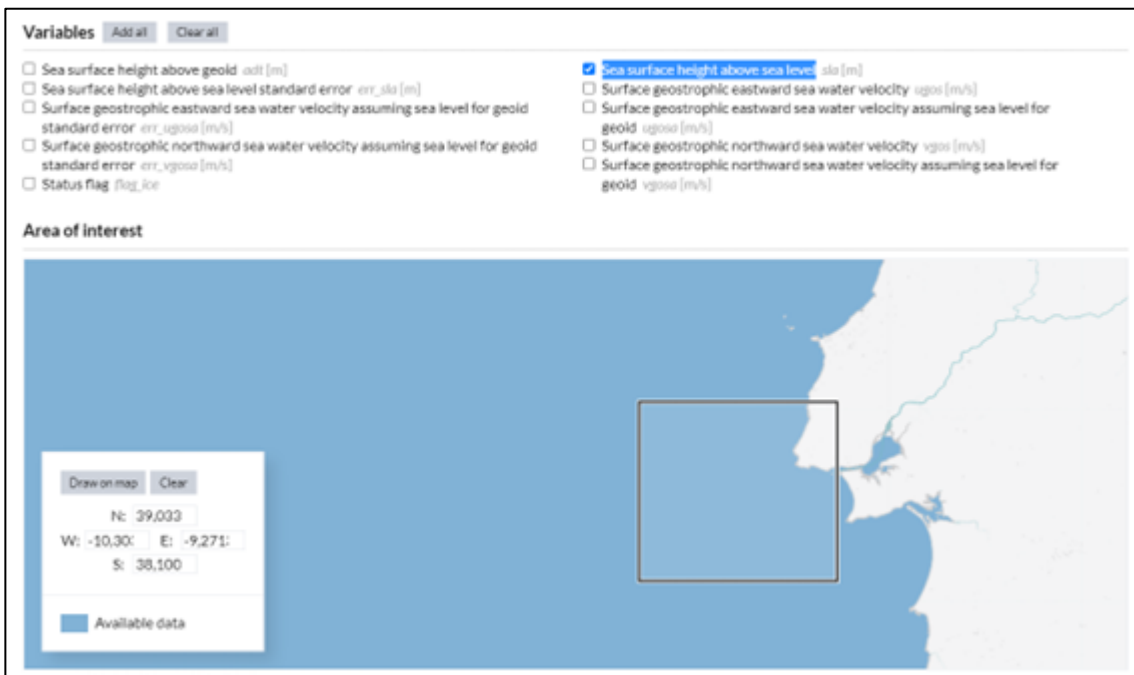 Variables Add all Clear all
Sea surface height above geoid adt [m]
Sea surface height above sea level standard error err_sla [m]
Surface geostrophic eastward sea water velocity assuming sea level for geoid
standard error err_ugosa [m/s]
Surface geostrophic northward sea water velocity assuming sea level for geoid
standard error err_vgosa [m/s]
Status flag flag_ice
Sea surface height above sea level sla [m]
Surface geostrophic eastward sea water velocity ugos [m/s]
Surface geostrophic eastward sea water velocity assuming sea level for
geoid ugosa [m/s]
Surface geostrophic northward sea water velocity vgos [m/s]
Surface geostrophic northward sea water velocity assuming sea level for
geoid vgosa [m/s]
Area of interest
Draw on map Clear
N: 39,033
W: -10,30 E: -9,271
S: 38,100
Available data